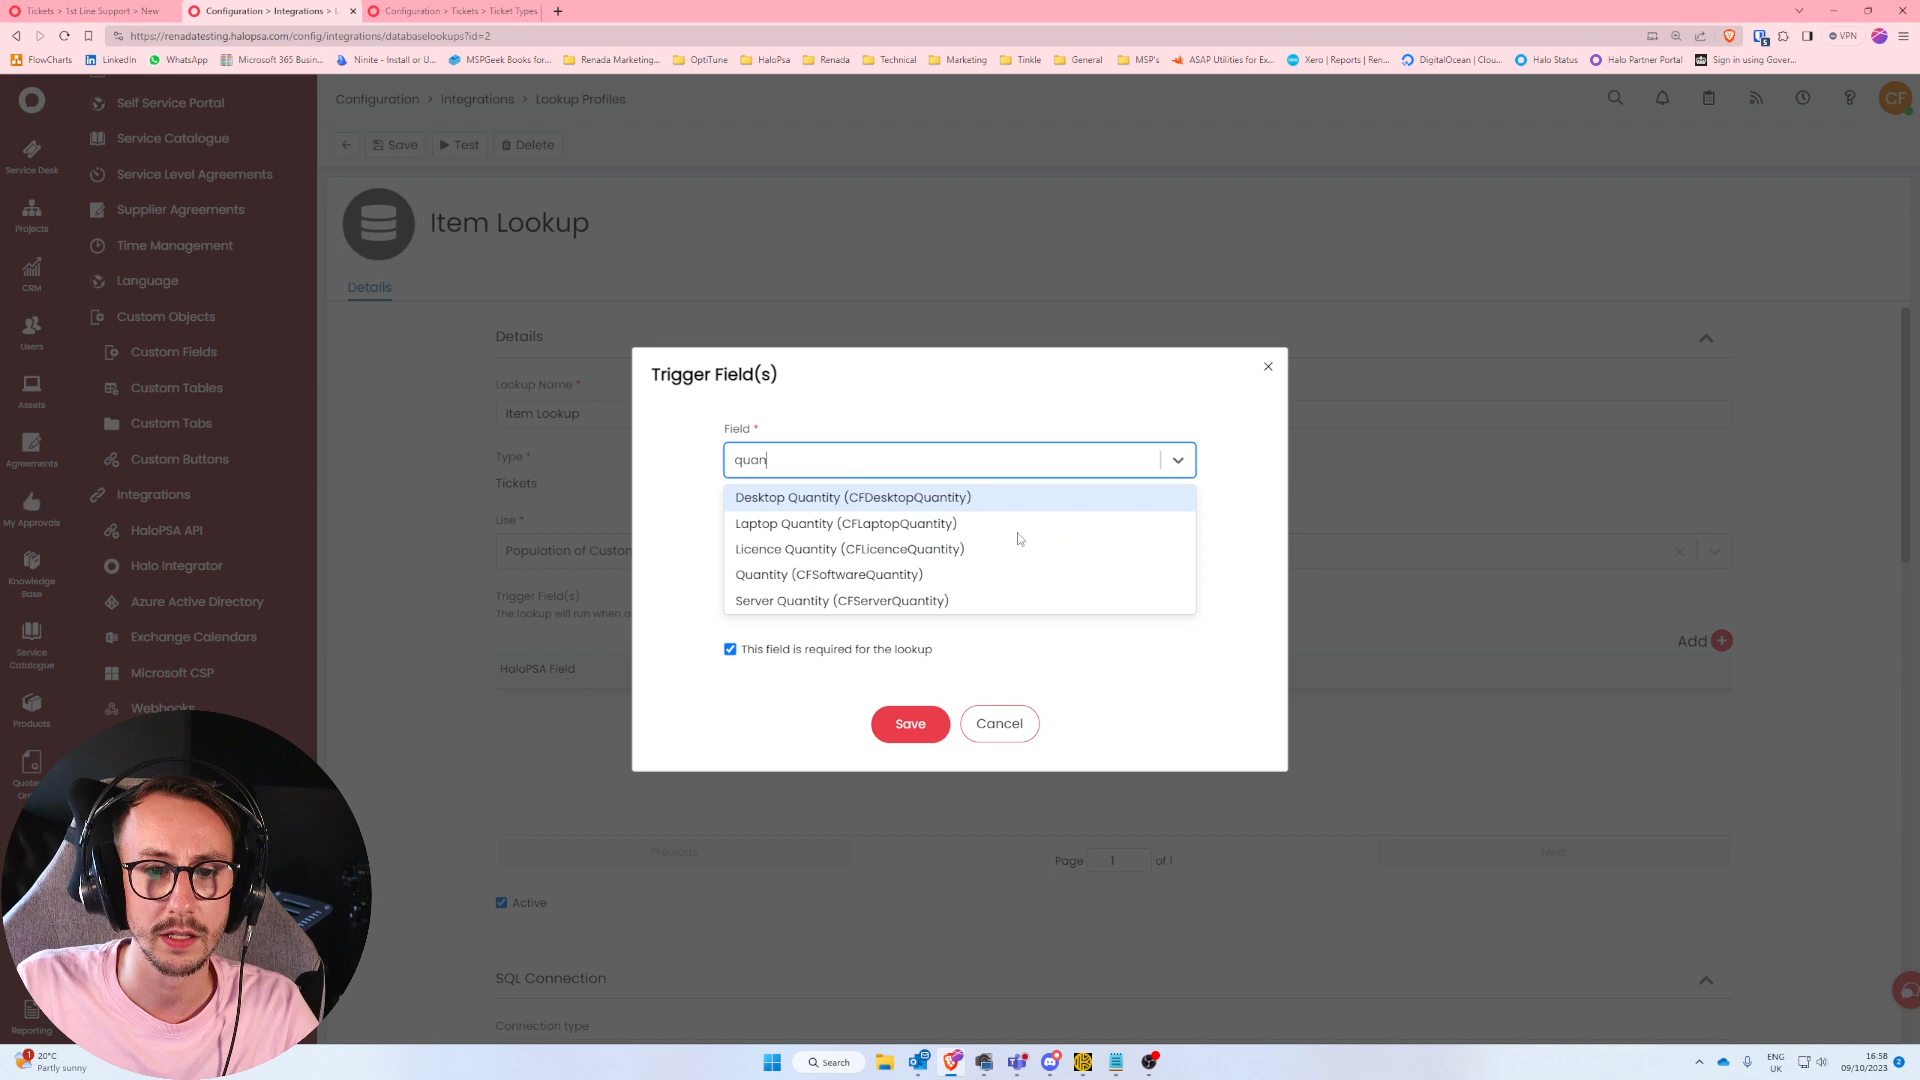 Tickets > 1st Line Support > New
Configuration > Integrations > L
Configuration > Tickets > Ticket Types
https://renadatesting.halopsa.com/config/integrations/databaselookups?id=2
VPN
FlowCharts
LinkedIn
WhatsApp
Microsoft 365 Busin...
Ninite - Install or U...
MSPGeek Books for...
Renada Marketing...
OptiTune
HaloPsa
Renada
Technical
Marketing
Tinkle
General
MSP's
ASAP Utilities for Ex...
Xero | Reports | Ren...
DigitalOcean | Clou...
Halo Status
Halo Partner Portal
Sign in using Gover...
Service Desk
Projects
CRM
Users
Assets
Agreements
My Approvals
Knowledge
Base
Service
Catalogue
Products
Reporting
Self Service Portal
Service Catalogue
Service Level Agreements
Supplier Agreements
Time Management
Language
Custom Objects
Custom Fields
Custom Tables
Custom Tabs
Custom Buttons
Integrations
HaloPSA API
Halo Integrator
Azure Active Directory
Exchange Calendars
Microsoft CSP
Webhooks
Configuration > Integrations > Lookup Profiles
CF
Save
Test
Delete
Item Lookup
Details
Details
Lookup Name *
Item Lookup
Type *
Tickets
Use *
Population of Custon
Trigger Field(s)
The lookup will run when a
Add
HaloPSA Field
Trigger Field(s)
Field *
quan
Desktop Quantity (CFDesktopQuantity)
Laptop Quantity (CFLaptopQuantity)
Licence Quantity (CFLicenceQuantity)
Quantity (CFSoftwareQuantity)
Server Quantity (CFServerQuantity)
This field is required for the lookup
Save
Cancel
Previous
Page 1 of 1
Next
Active
SQL Connection
Connection type
20°C
Partly sunny
Search
ENG
UK
16:58
09/10/2023
2